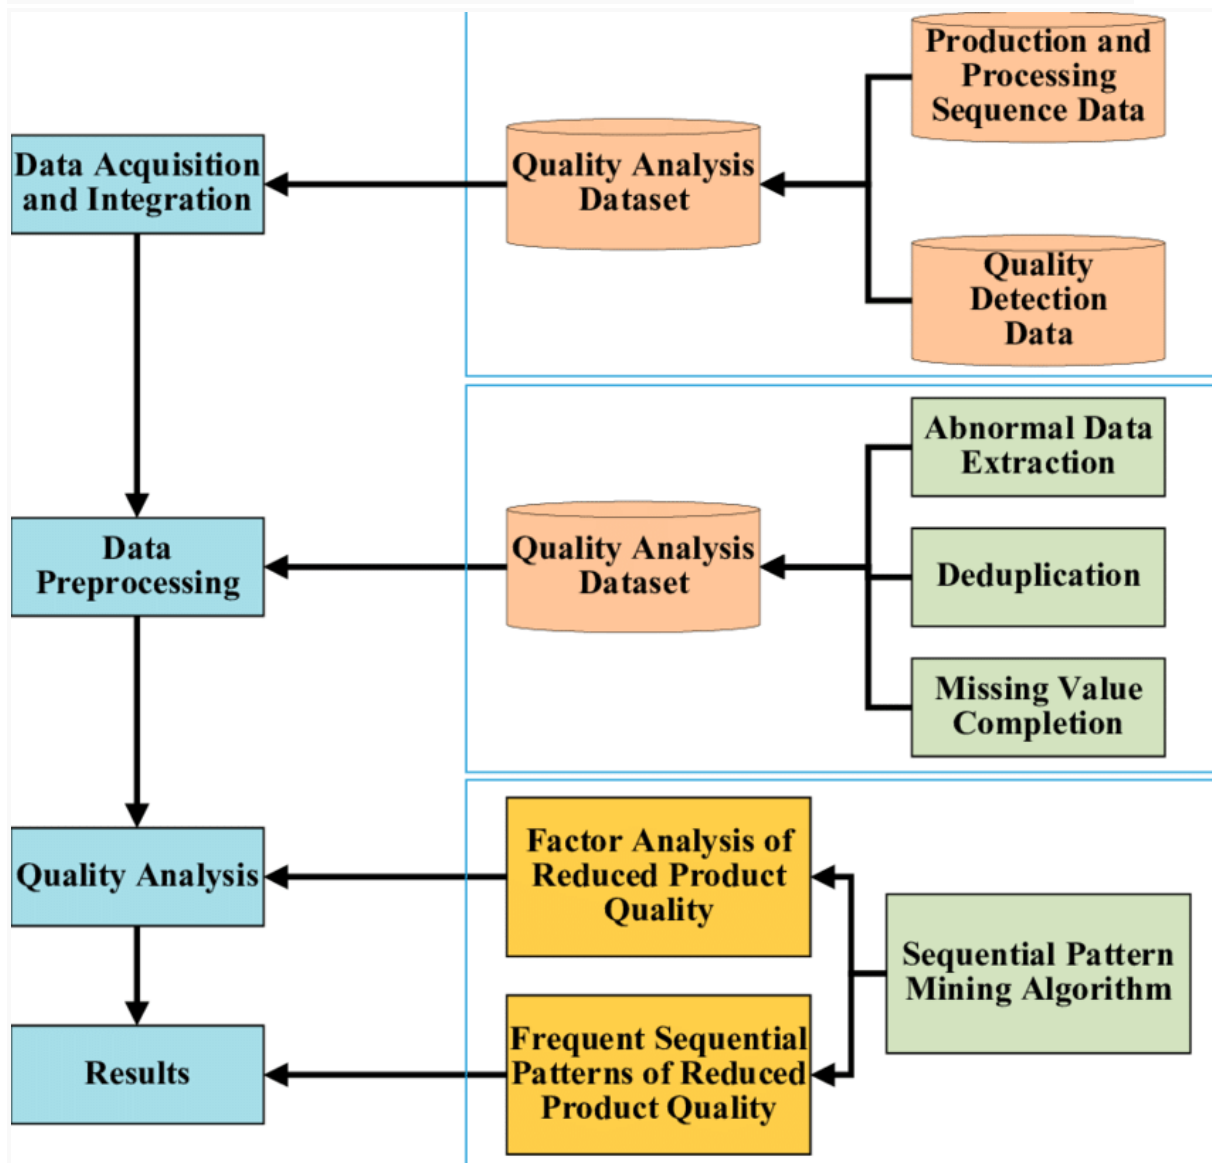 Production and
Processing
Sequence Data
Data Acquisition
and Integration
Quality Analysis
Dataset
Quality
Detection
Data
Abnormal Data
Extraction
Data
Preprocessing
Quality Analysis
Dataset
Deduplication
Missing Value
Completion
Quality Analysis
Factor Analysis of
Reduced Product
Quality
Sequential Pattern
Mining Algorithm
Results
Frequent Sequential
Patterns of Reduced
Product Quality